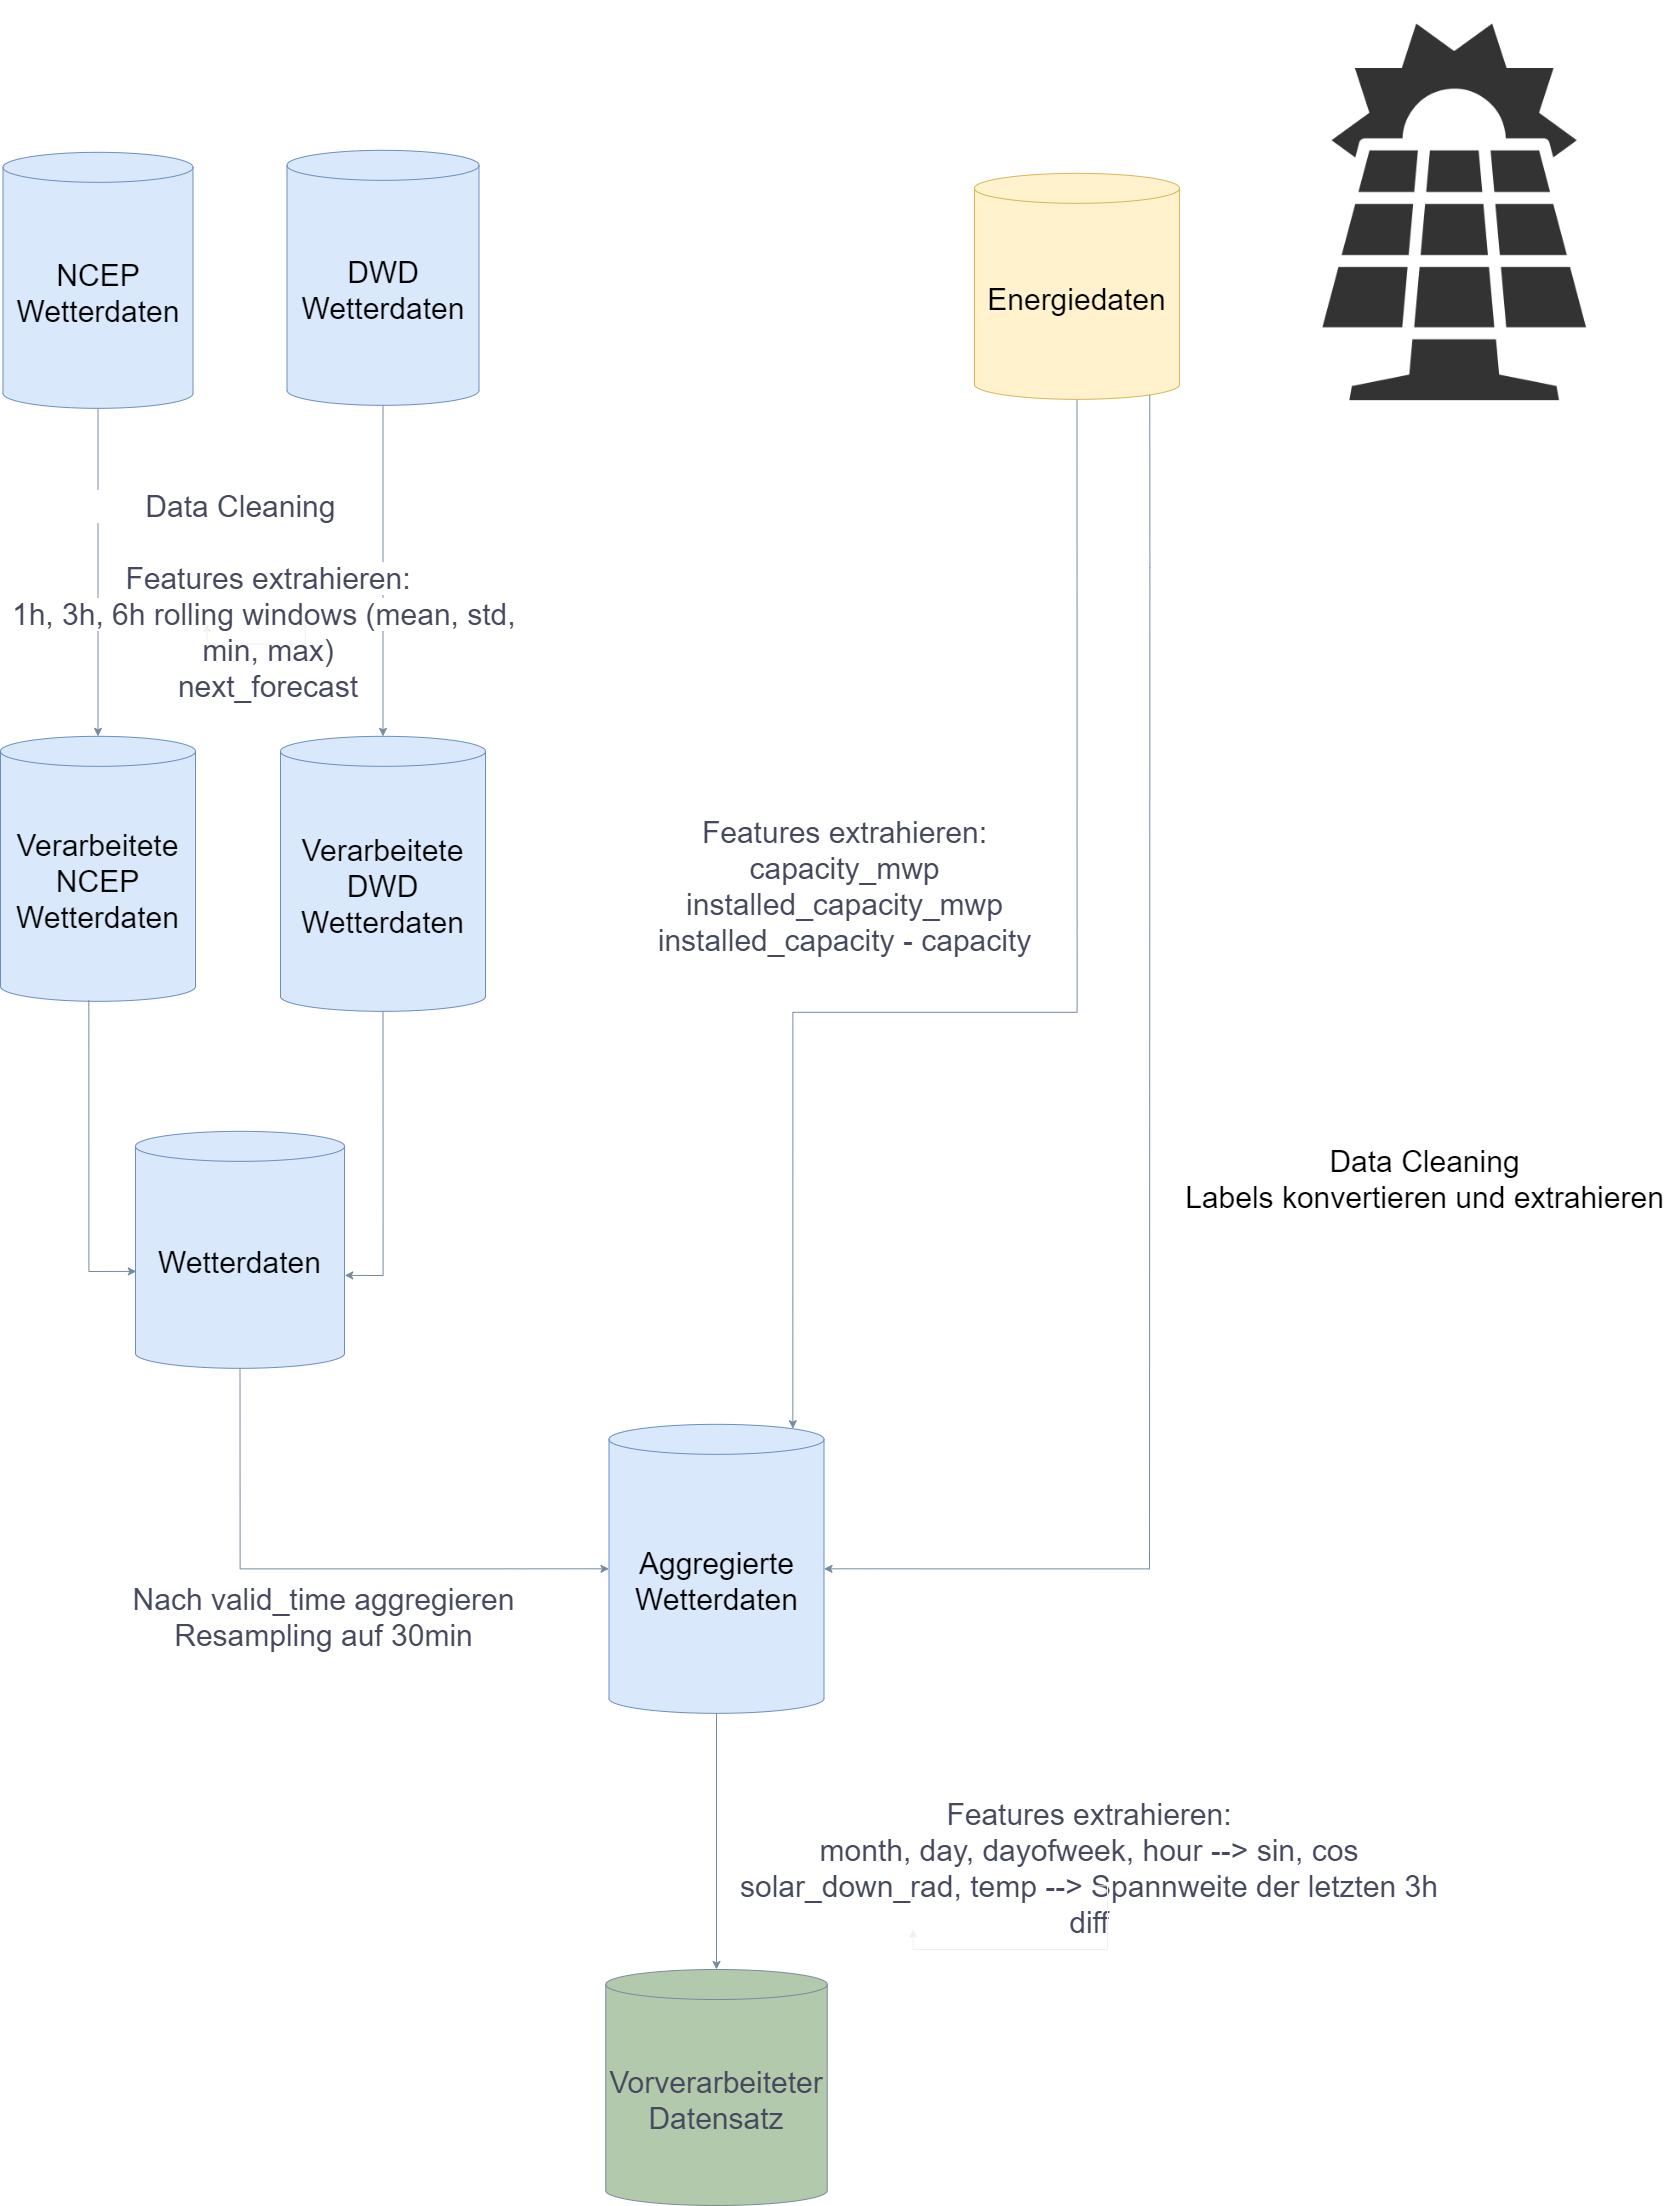 NCEP
Wetterdaten
DWD
Wetterdaten
Energiedaten
Data Cleaning
Features extrahieren:
1h, 3h, 6h rolling windows (mean, std,
min, max)
next_forecast
Verarbeitete
NCEP
Wetterdaten
Verarbeitete
DWD
Wetterdaten
Features extrahieren:
capacity_mwp
installed_capacity_mwp
installed_capacity - capacity
Data Cleaning
Labels konvertieren und extrahieren
Wetterdaten
Aggregierte
Wetterdaten
Nach valid_time aggregieren
Resampling auf 30min
Features extrahieren:
month, day, dayofweek, hour --> sin, cos
solar_down_rad, temp --> Spannweite der letzten 3h
diff
Vorverarbeiteter
Datensatz